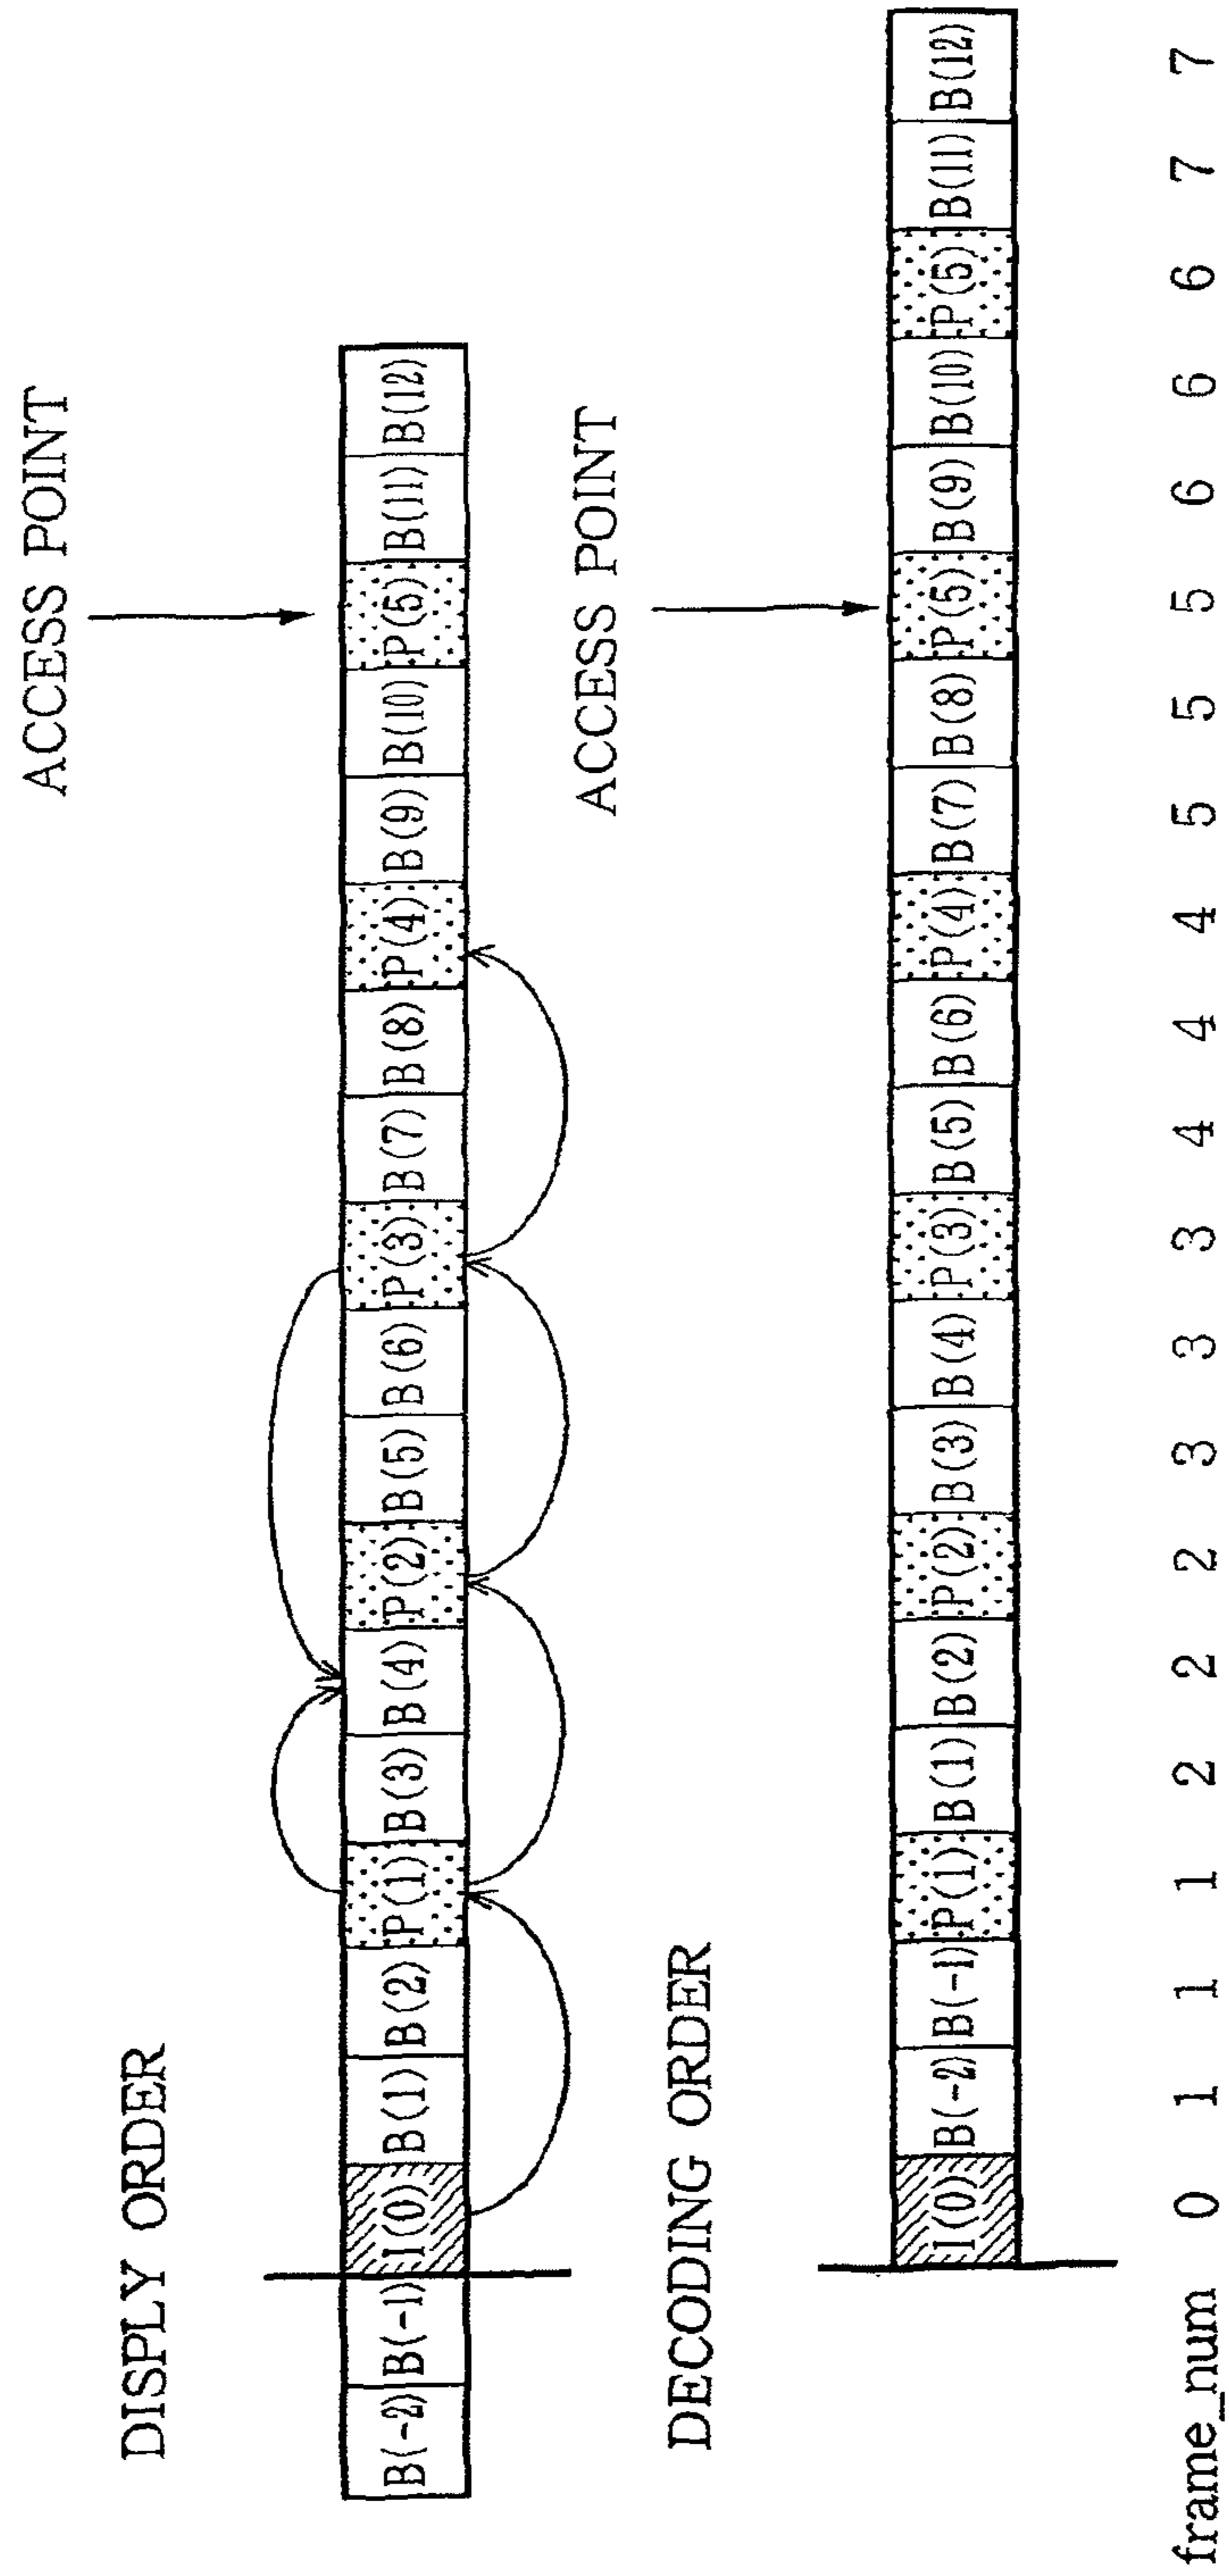 ACCESS POINT
DISPLY ORDER
B(-2) B(-1) I(0) B(1) B(2) P(1) B(3) B(4) P(2) B(5) B(6) P(3) B(7) B(8) P(4) B(9) B(10) P(5) B(11) B(12)
ACCESS POINT
DECODING ORDER
I(0) B(-2) B(-1) P(1) B(1) B(2) P(2) B(3) B(4) P(3) B(5) B(6) P(4) B(7) B(8) P(5) B(9) B(10) P(5) B(11) B(12)
frame_num 0 1 1 1 2 2 2 3 3 3 4 4 4 5 5 5 6 6 6 7 7